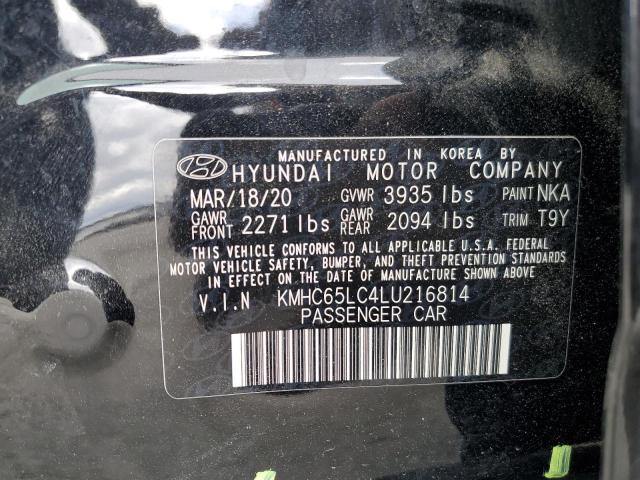 MANUFACTURED IN KOREA BY
HYUNDAI MOTOR COMPANY
MAR/18/20 GVWR 3935 lbs PAINT NKA
GAWR FRONT 2271 lbs GAWR REAR 2094 lbs TRIM T9Y
THIS VEHICLE CONFORMS TO ALL APPLICABLE U.S.A. FEDERAL
MOTOR VEHICLE SAFETY, BUMPER, AND THEFT PREVENTION STANDARDS
IN EFFECT ON THE DATE OF MANUFACTURE SHOWN ABOVE
V.I.N KMHC65LC4LU216814
PASSENGER CAR